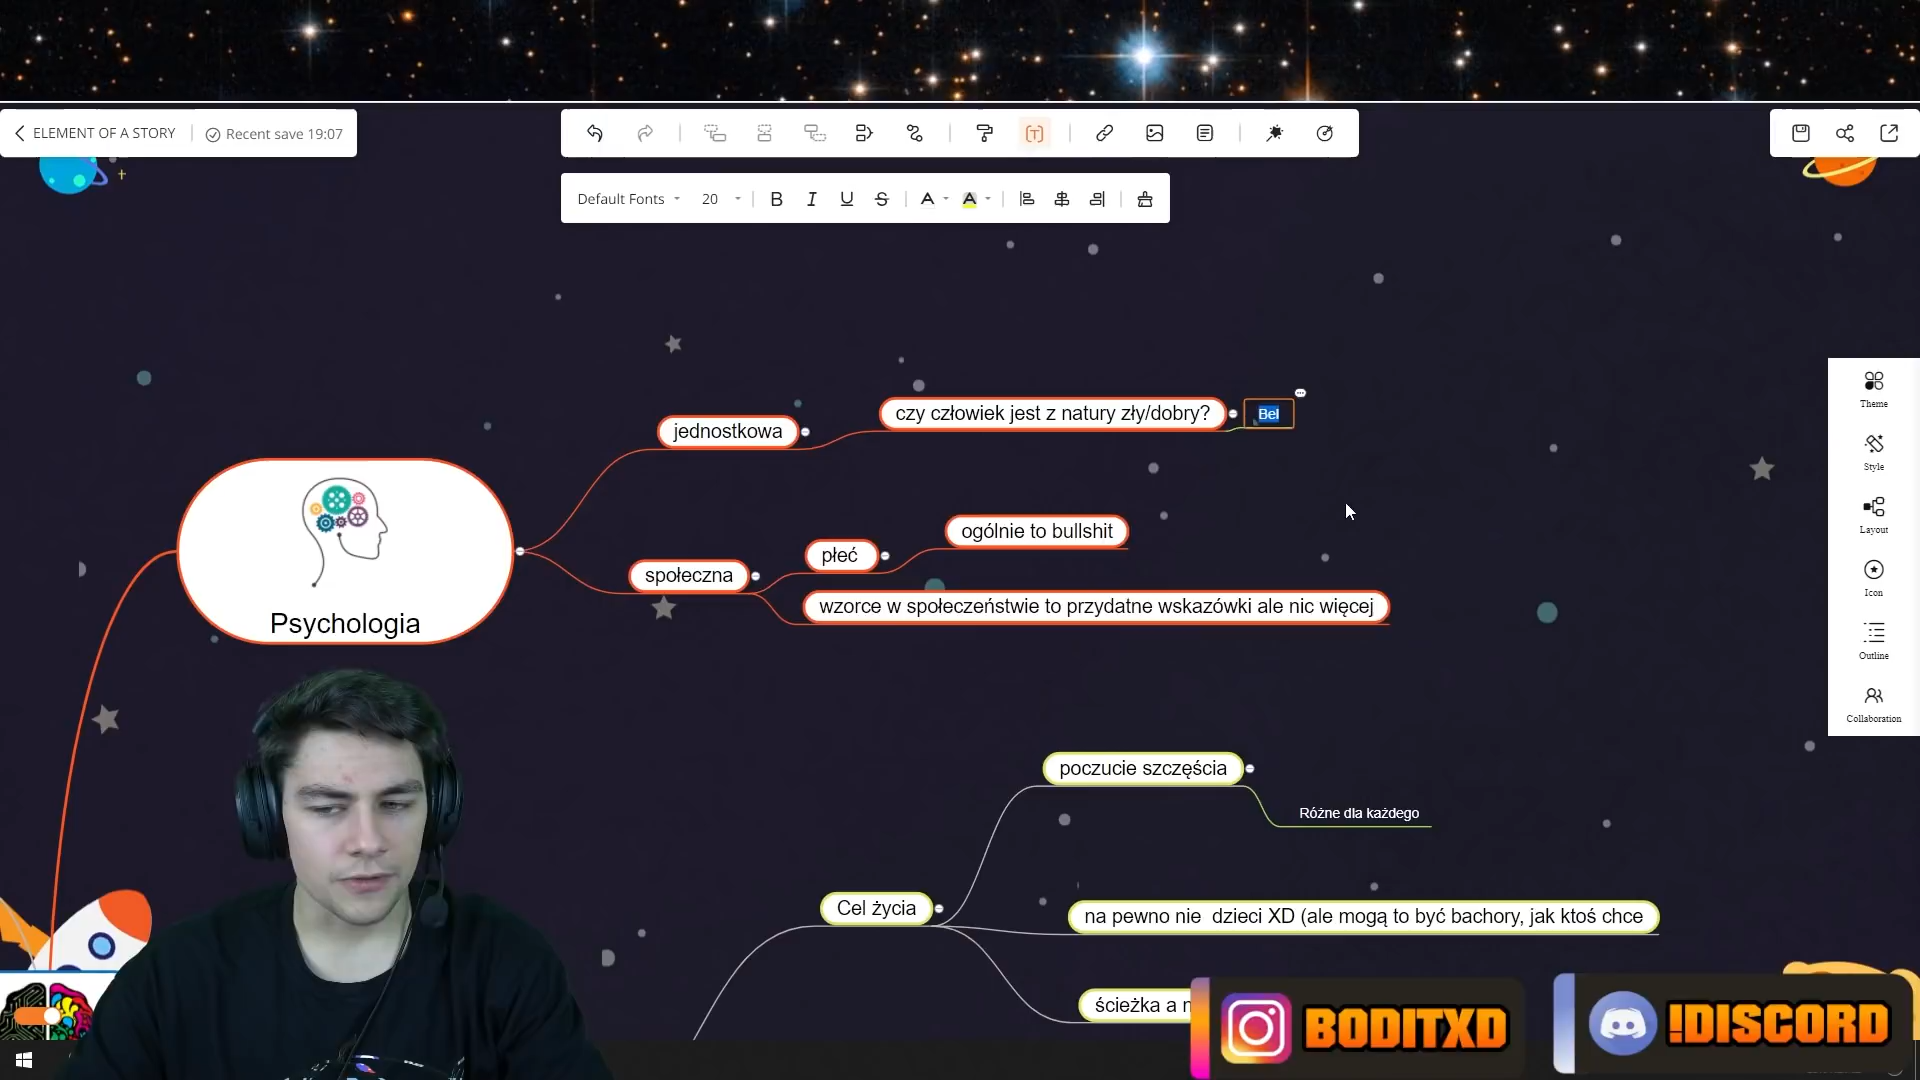 ELEMENT OF A STORY
Recent save 19:07
Default Fonts
20
B
I
U
S
A
A
Theme
Style
Layout
Icon
Outline
Collaboration
czy człowiek jest z natury zły/dobry?
Bel
jednostkowa
ogólnie to bullshit
płeć
społeczna
wzorce w społeczeństwie to przydatne wskazówki ale nic więcej
Psychologia
poczucie szczęścia
Różne dla każdego
Cel życia
na pewno nie  dzieci XD (ale mogą to być bachory, jak ktoś chce
ścieżka a
BODITXD
!DISCORD